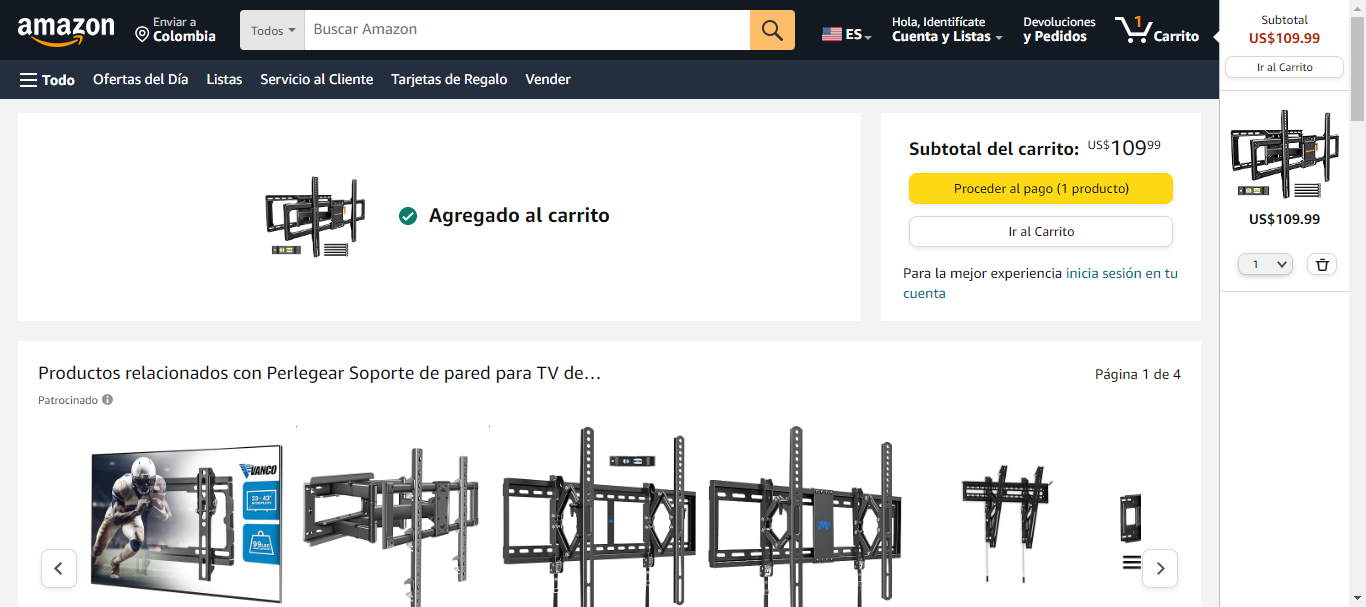 amazon
Enviar a
Colombia
Todos
Buscar Amazon
ES
Hola, Identifícate
Cuenta y Listas
Devoluciones
y Pedidos
1
Carrito
Todo
Ofertas del Día
Listas
Servicio al Cliente
Tarjetas de Regalo
Vender
Subtotal
US$109.99
Ir al Carrito
US$109.99
1
Agregado al carrito
Subtotal del carrito: US$109.99
Proceder al pago (1 producto)
Ir al Carrito
Para la mejor experiencia inicia sesión en tu
cuenta
Productos relacionados con Perlegear Soporte de pared para TV de…
Página 1 de 4
Patrocinado
VANCO
23 - 43"
99LBS